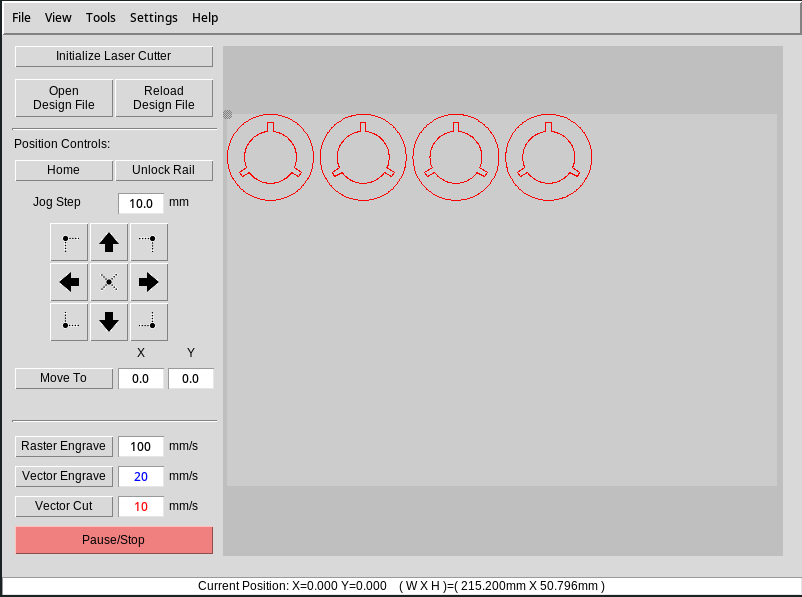 File View Tools Settings Help
Initialize Laser Cutter
Open
Design File
Reload
Design File
Position Controls:
Home
Unlock Rail
Jog Step 10.0 mm
X Y
Move To 0.0 0.0
Raster Engrave 100 mm/s
Vector Engrave 20 mm/s
Vector Cut 10 mm/s
Pause/Stop
Current Position: X=0.000 Y=0.000 ( W X H )=( 215.200mm X 50.796mm )